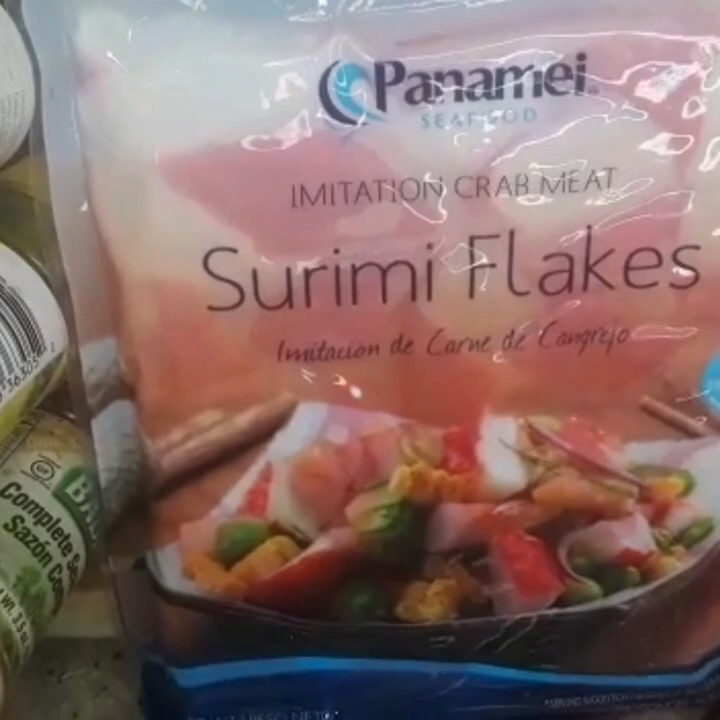 Panamei
SEAFOOD
IMITATION CRAB MEAT
Surimi Flakes
Imitacion de Carne de Cangrejo
Complete
Sazón